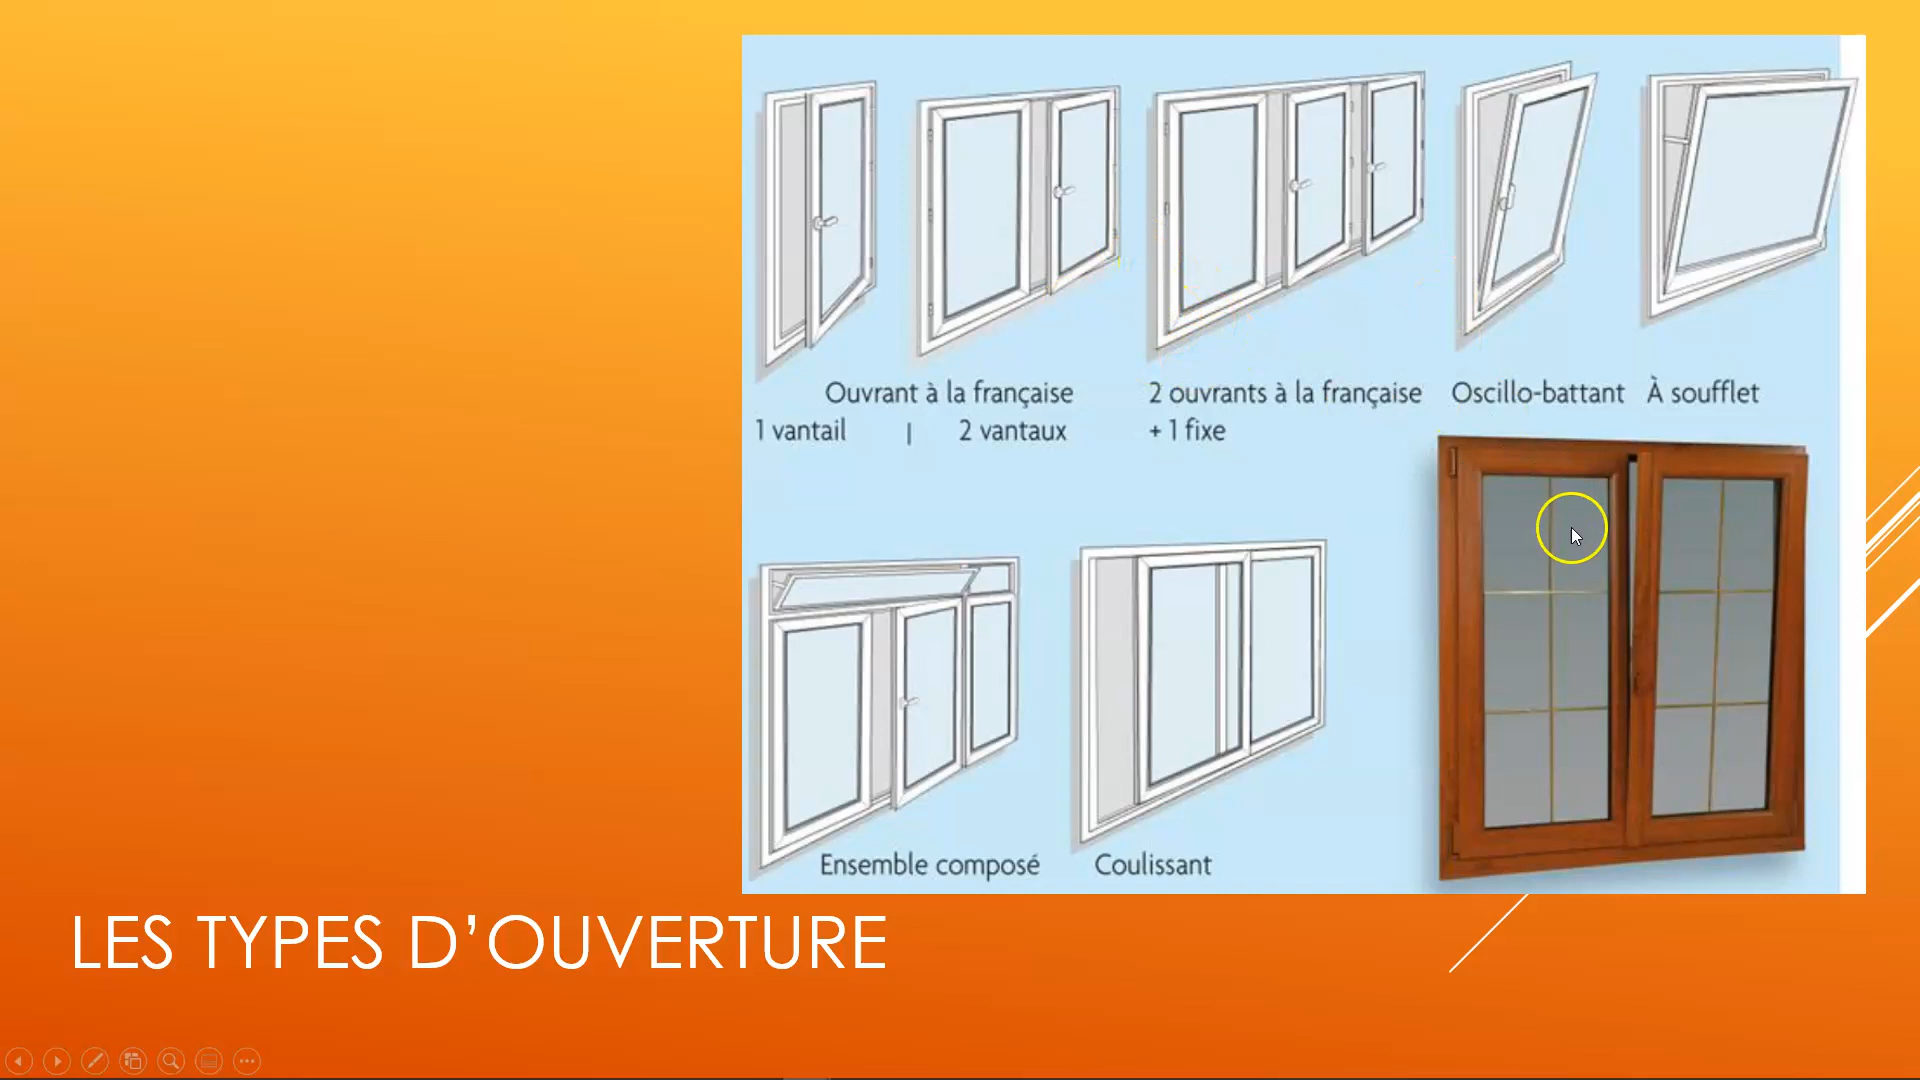 Ouvrant à la française
1 vantail | 2 vantaux
2 ouvrants à la française
+ 1 fixe
Oscillo-battant
À soufflet
Ensemble composé
Coulissant
LES TYPES D’OUVERTURE